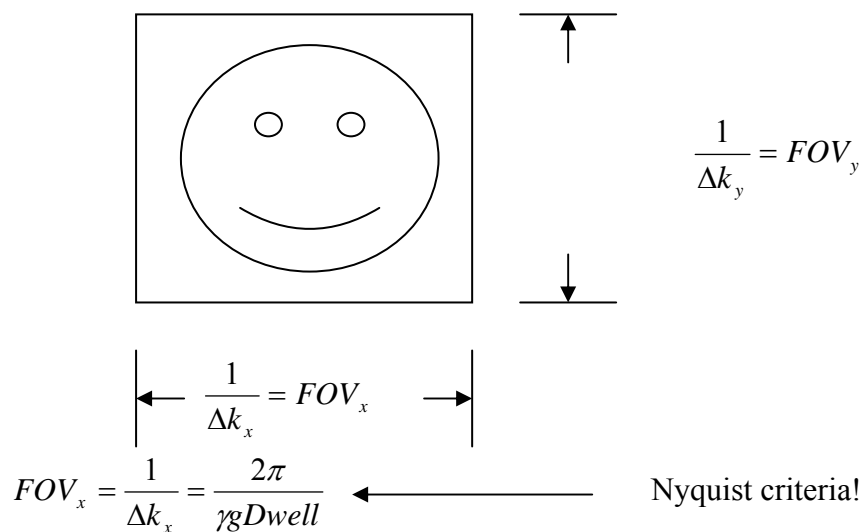 1/Δk_y = FOV_y
1/Δk_x = FOV_x
FOV_x = 1/Δk_x = 2π/γgDwell Nyquist criteria!